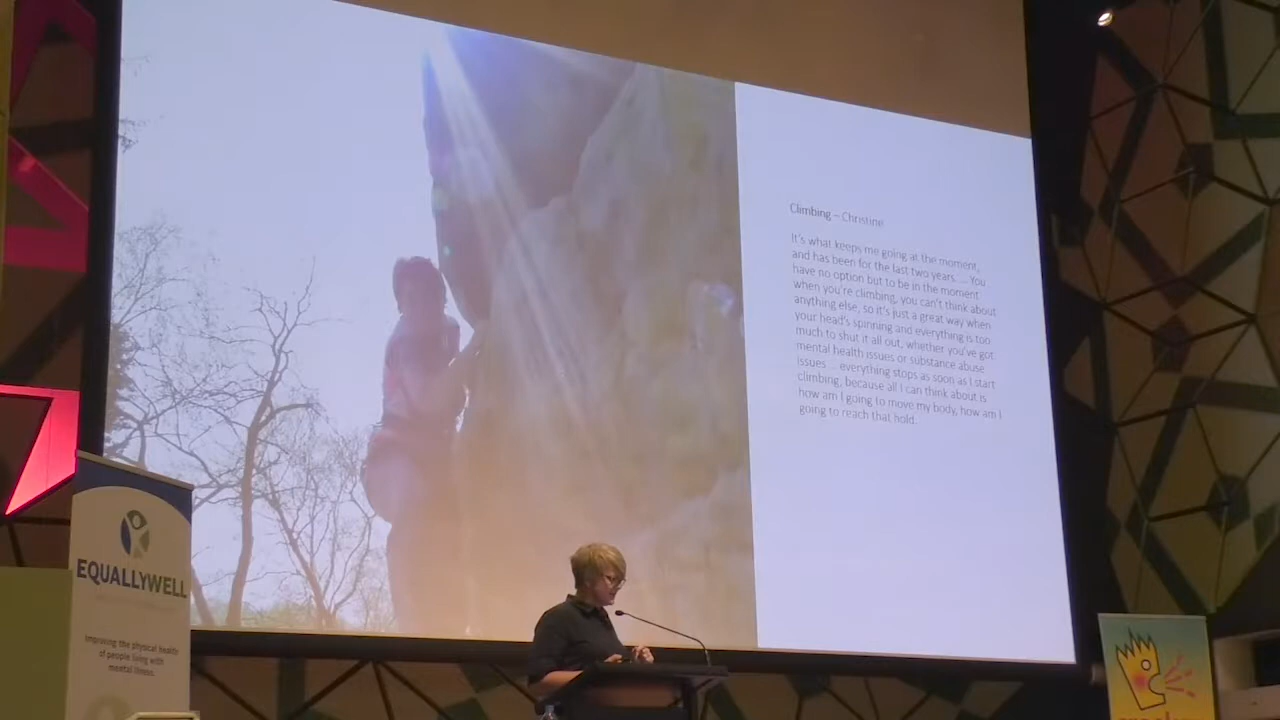 Climbing – Christine
It's what keeps me going at the moment,
and has been for the last two years. ... You
have no option but to be in the moment
when you're climbing, you can't think about
anything else, so it's just a great way when
your head's spinning and everything is too
much to shut it all out, whether you've got
mental health issues or substance abuse
issues ... everything stops as soon as I start
climbing, because all I can think about is
how am I going to move my body, how am I
going to reach that hold.
EQUALLYWELL
Improving the physical health
of people living with
mental illness.